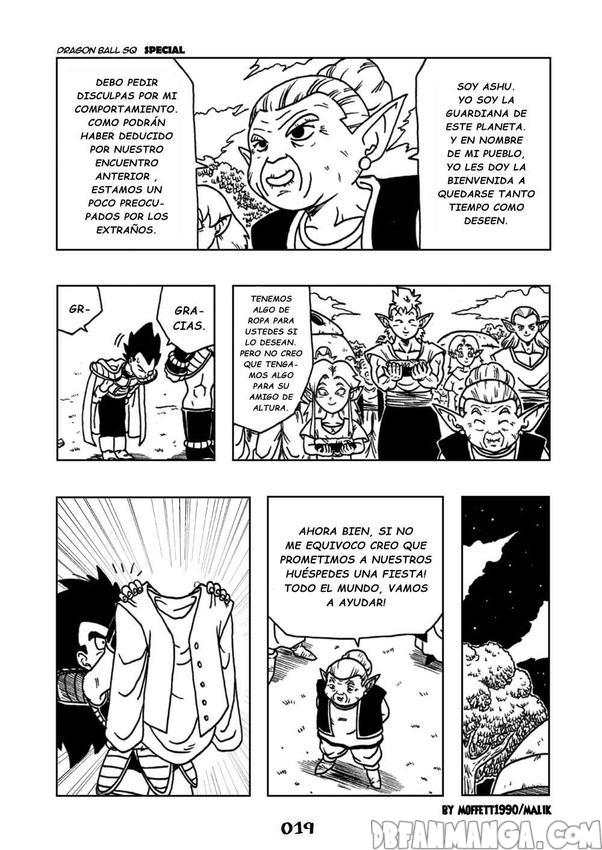 DRAGON BALL SQ SPECIAL
DEBO PEDIR
DISCULPAS POR MI
COMPORTAMIENTO.
COMO PODRÁN
HABER DEDUCIDO
POR NUESTRO
ENCUENTRO
ANTERIOR ,
ESTAMOS UN
POCO PREOCU-
PADOS POR LOS
EXTRAÑOS.
SOY ASHU.
YO SOY LA
GUARDIANA DE
ESTE PLANETA.
Y EN NOMBRE
DE MI PUEBLO,
YO LES DOY LA
BIENVENIDA A
QUEDARSE TANTO
TIEMPO COMO
DESEEN.
GR-
GRA-
CIAS.
TENEMOS
ALGO DE
ROPA PARA
USTEDES SI
LO DESEAN.
PERO NO CREO
QUE TENGA-
MOS ALGO
PARA SU
AMIGO DE
ALTURA.
AHORA BIEN, SI NO
ME EQUIVOCO CREO QUE
PROMETIMOS A NUESTROS
HUÉSPEDES UNA FIESTA!
TODO EL MUNDO, VAMOS
A AYUDAR!
BY MOFFETT1990/MALIK
019
DBFANMANGA.COM